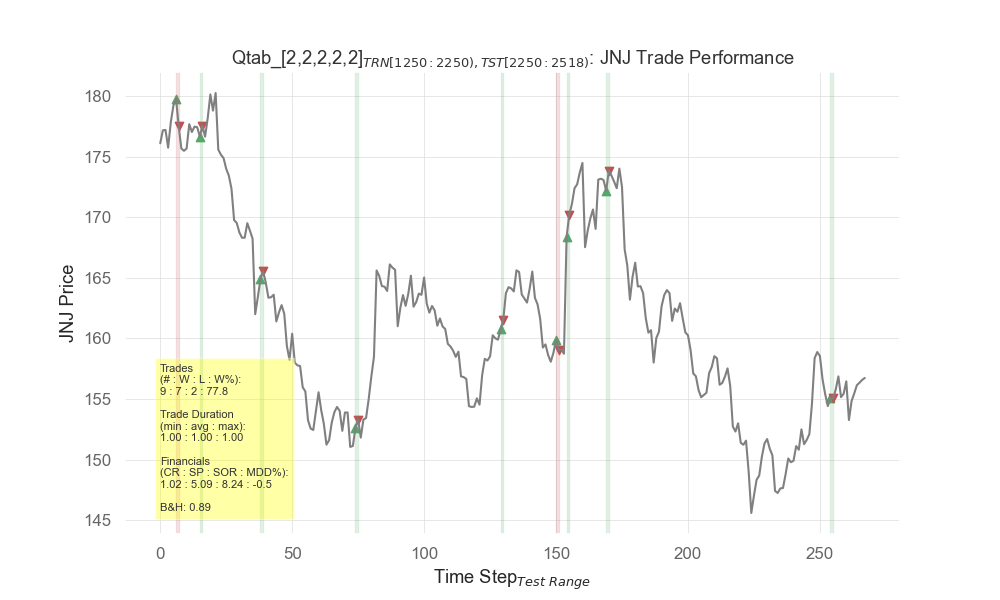 Qtab_[2,2,2,2,2]TRN[1250:2250),TST[2250:2518): JNJ Trade Performance
JNJ Price
180
175
170
165
160
155
150
145
Trades
(# : W : L : W%):
9 : 7 : 2 : 77.8
Trade Duration
(min : avg : max):
1.00 : 1.00 : 1.00
Financials
(CR : SP : SOR : MDD%):
1.02 : 5.09 : 8.24 : -0.5
B&H: 0.89
0 50 100 150 200 250
Time StepTest Range